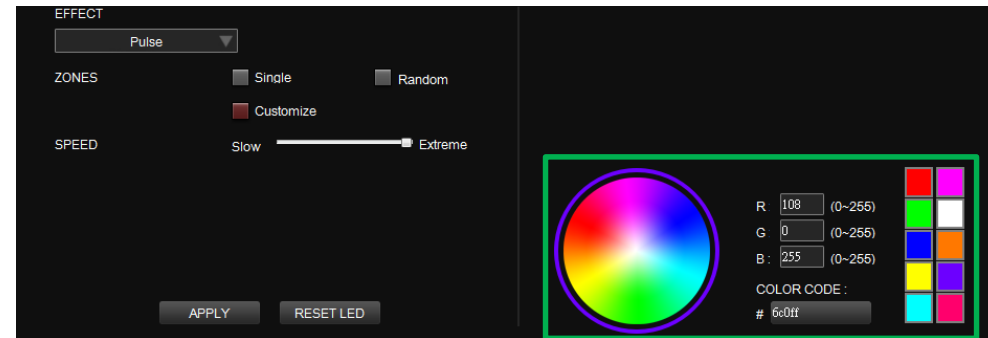 EFFECT
Pulse
ZONES
Single
Random
Customize
SPEED
Slow
Extreme
APPLY
RESET LED
R 108 (0~255)
G 0 (0~255)
B : 255 (0~255)
COLOR CODE :
# 6c0ff